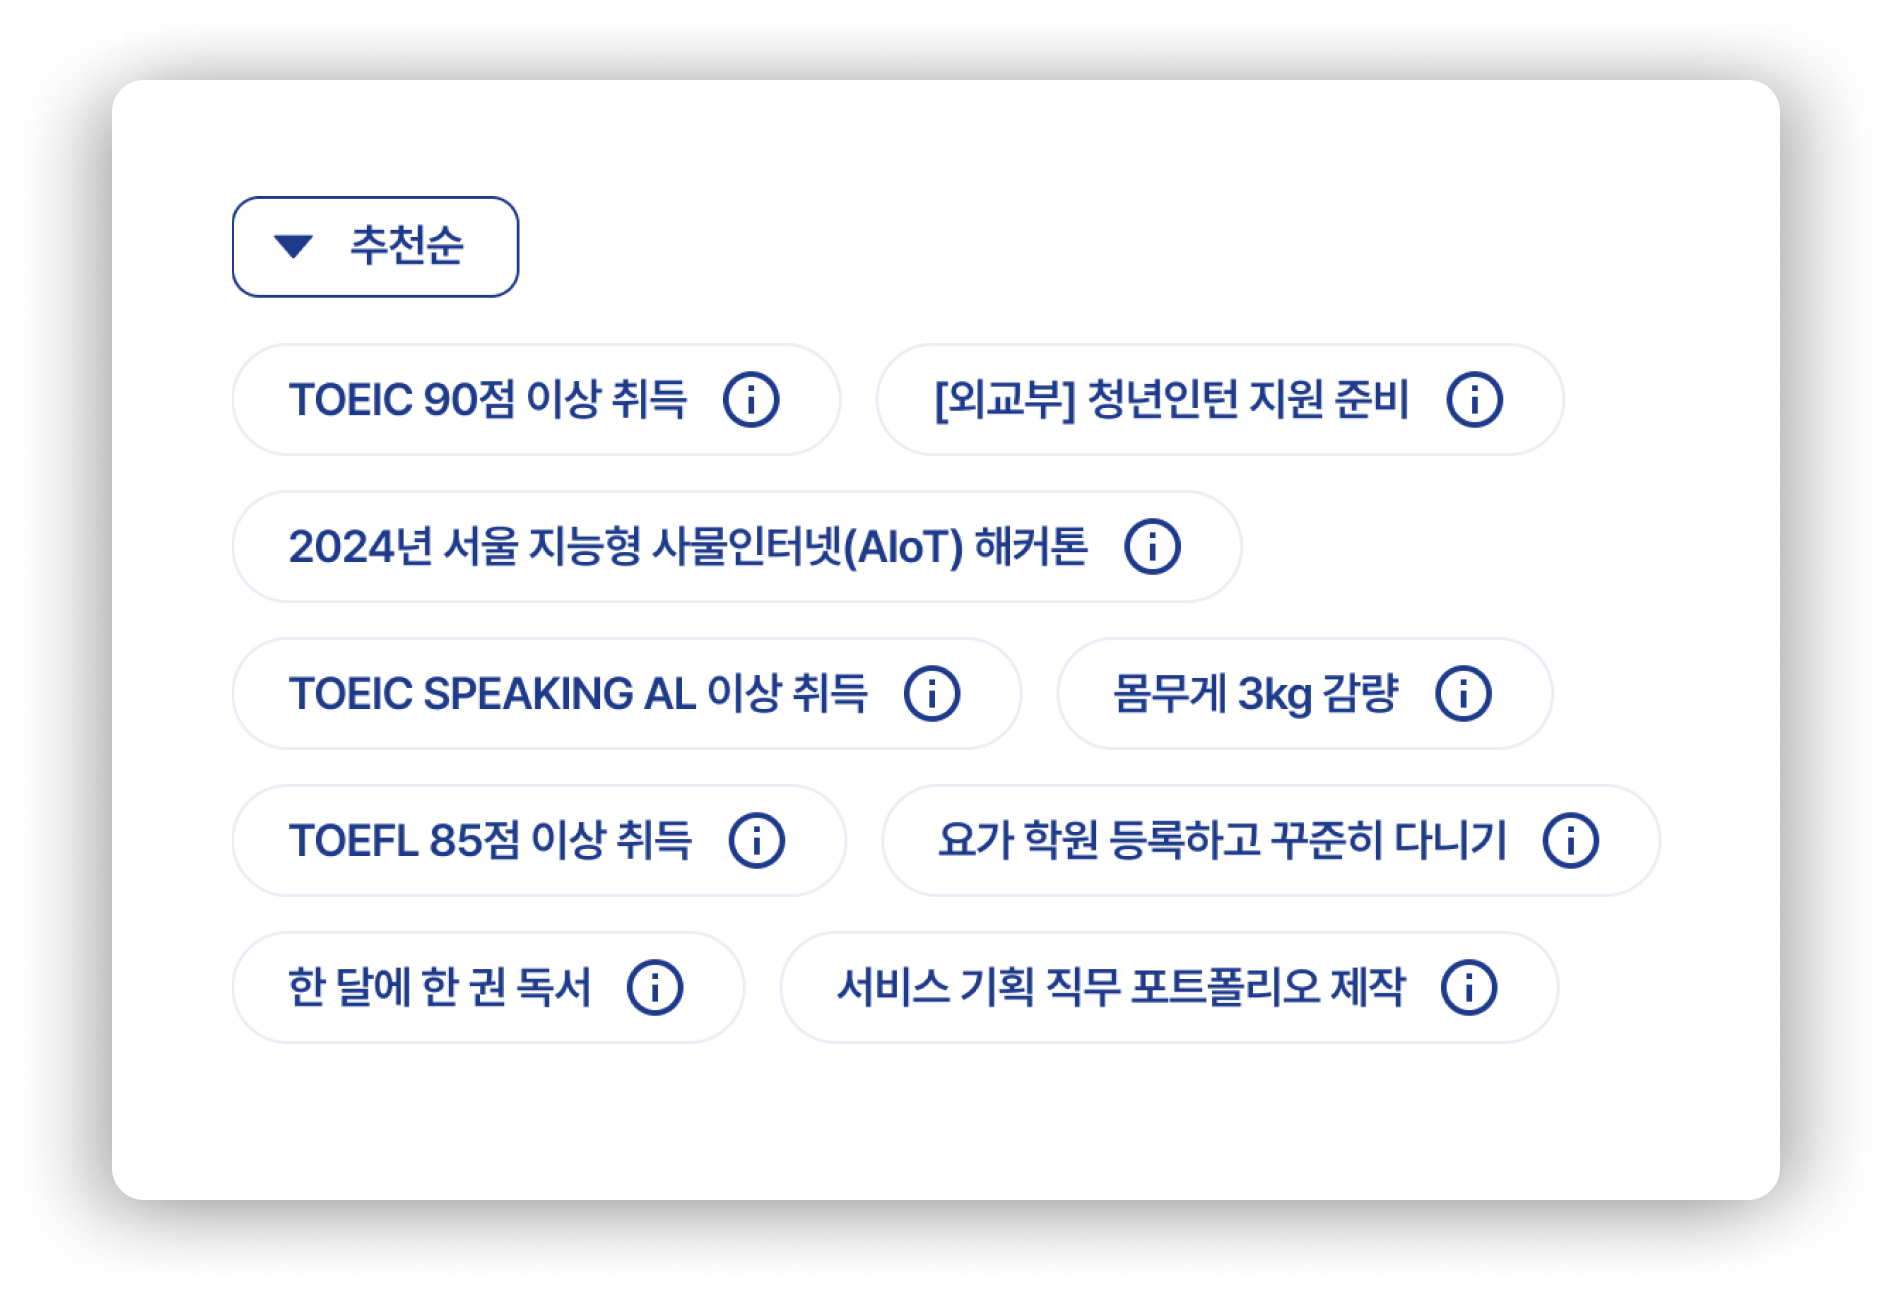 추천순
TOEIC 90점 이상 취득
[외교부] 청년인턴 지원 준비
2024년 서울 지능형 사물인터넷(AIoT) 해커톤
TOEIC SPEAKING AL 이상 취득
몸무게 3kg 감량
TOEFL 85점 이상 취득
요가 학원 등록하고 꾸준히 다니기
한 달에 한 권 독서
서비스 기획 직무 포트폴리오 제작